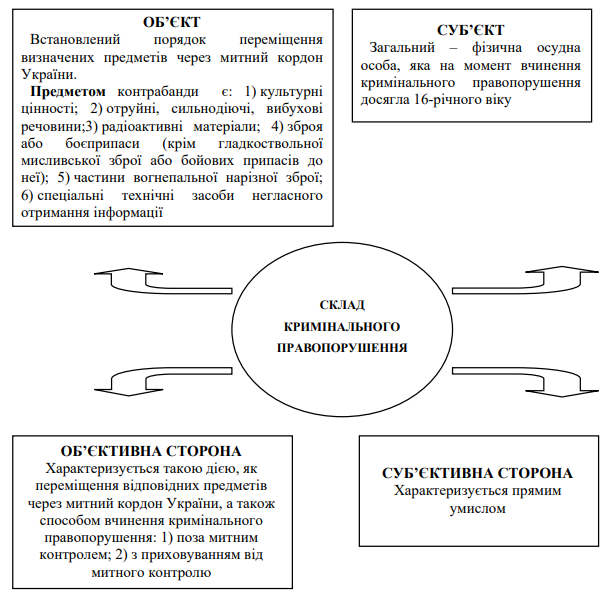 ОБ’ЄКТ
Встановлений порядок переміщення
визначених предметів через митний кордон
України.
Предметом контрабанди є: 1) культурні
цінності; 2) отруйні, сильнодіючі, вибухові
речовини;3) радіоактивні матеріали; 4) зброя
або боєприпаси (крім гладкоствольної
мисливської зброї або бойових припасів до
неї); 5) частини вогнепальної нарізної зброї;
6) спеціальні технічні засоби негласного
отримання інформації
СУБ’ЄКТ
Загальний – фізична осудна
особа, яка на момент вчинення
кримінального правопорушення
досягла 16-річного віку
СКЛАД
КРИМІНАЛЬНОГО
ПРАВОПОРУШЕННЯ
ОБ’ЄКТИВНА СТОРОНА
Характеризується такою дією, як
переміщення відповідних предметів
через митний кордон України, а також
способом вчинення кримінального
правопорушення: 1) поза митним
контролем; 2) з приховуванням від
митного контролю
СУБ’ЄКТИВНА СТОРОНА
Характеризується прямим
умислом